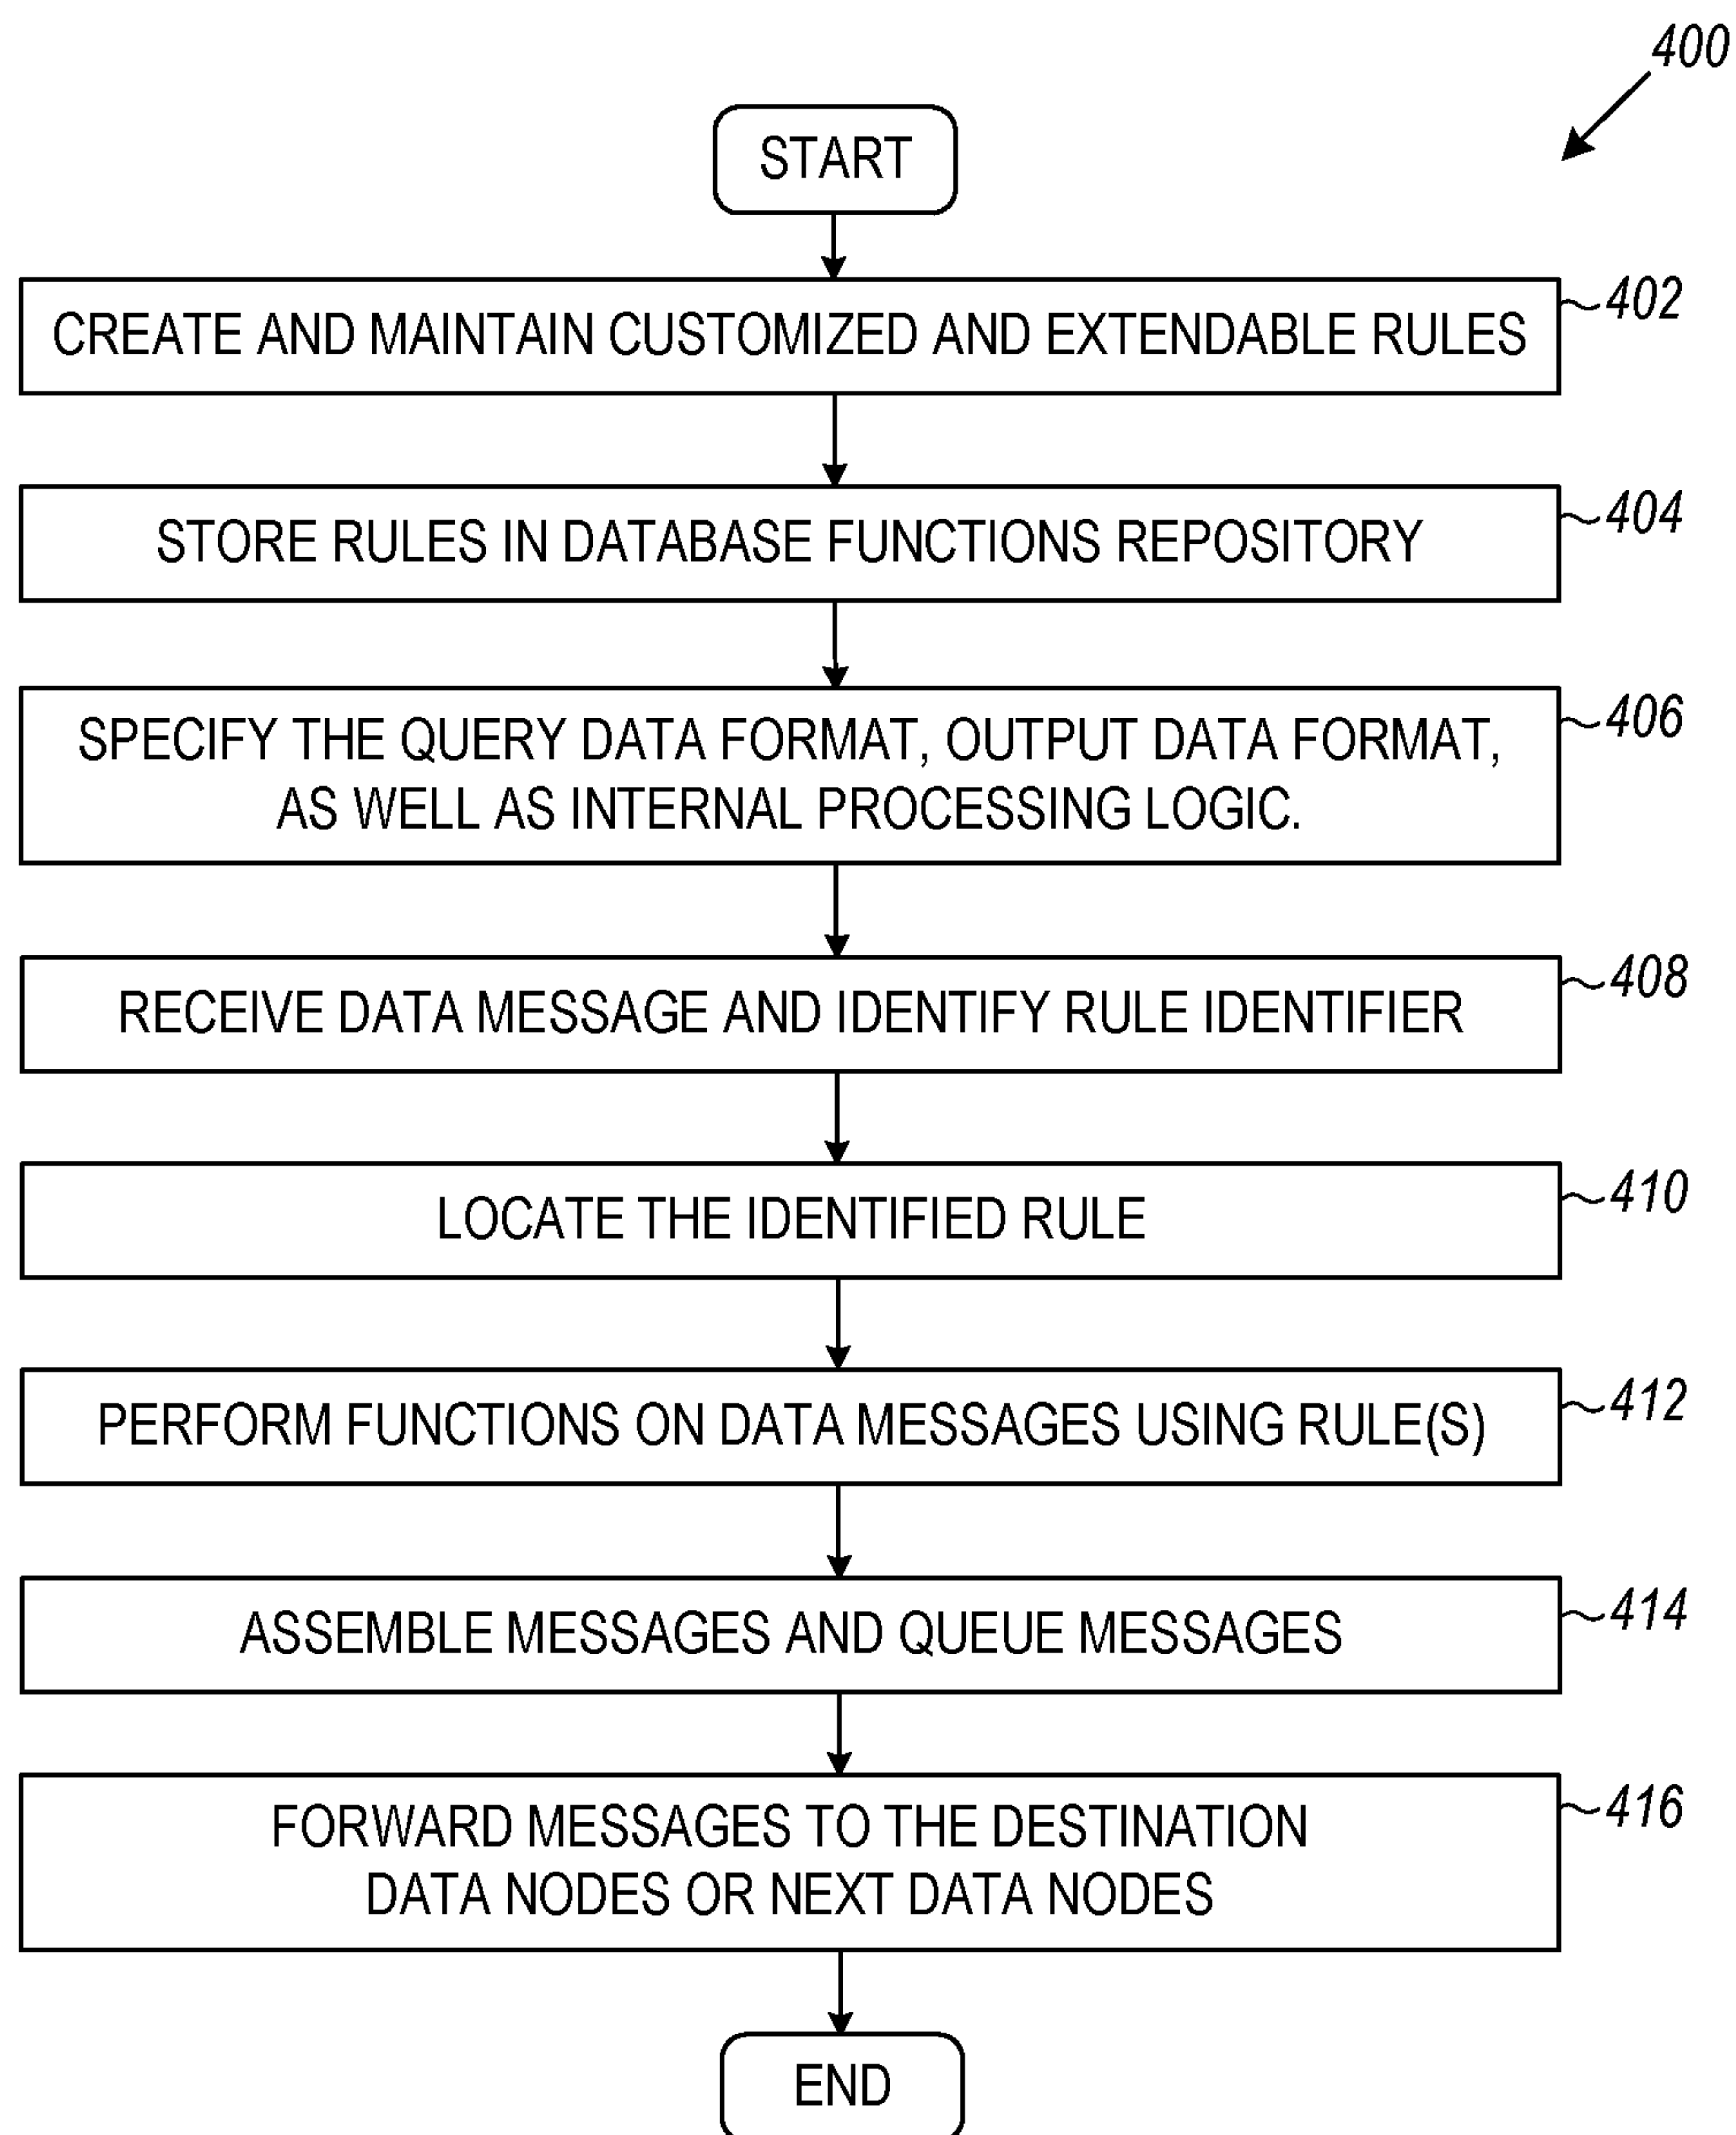 400
START
CREATE AND MAINTAIN CUSTOMIZED AND EXTENDABLE RULES
402
STORE RULES IN DATABASE FUNCTIONS REPOSITORY
404
SPECIFY THE QUERY DATA FORMAT, OUTPUT DATA FORMAT,
AS WELL AS INTERNAL PROCESSING LOGIC.
406
RECEIVE DATA MESSAGE AND IDENTIFY RULE IDENTIFIER
408
LOCATE THE IDENTIFIED RULE
410
PERFORM FUNCTIONS ON DATA MESSAGES USING RULE(S)
412
ASSEMBLE MESSAGES AND QUEUE MESSAGES
414
FORWARD MESSAGES TO THE DESTINATION
DATA NODES OR NEXT DATA NODES
416
END